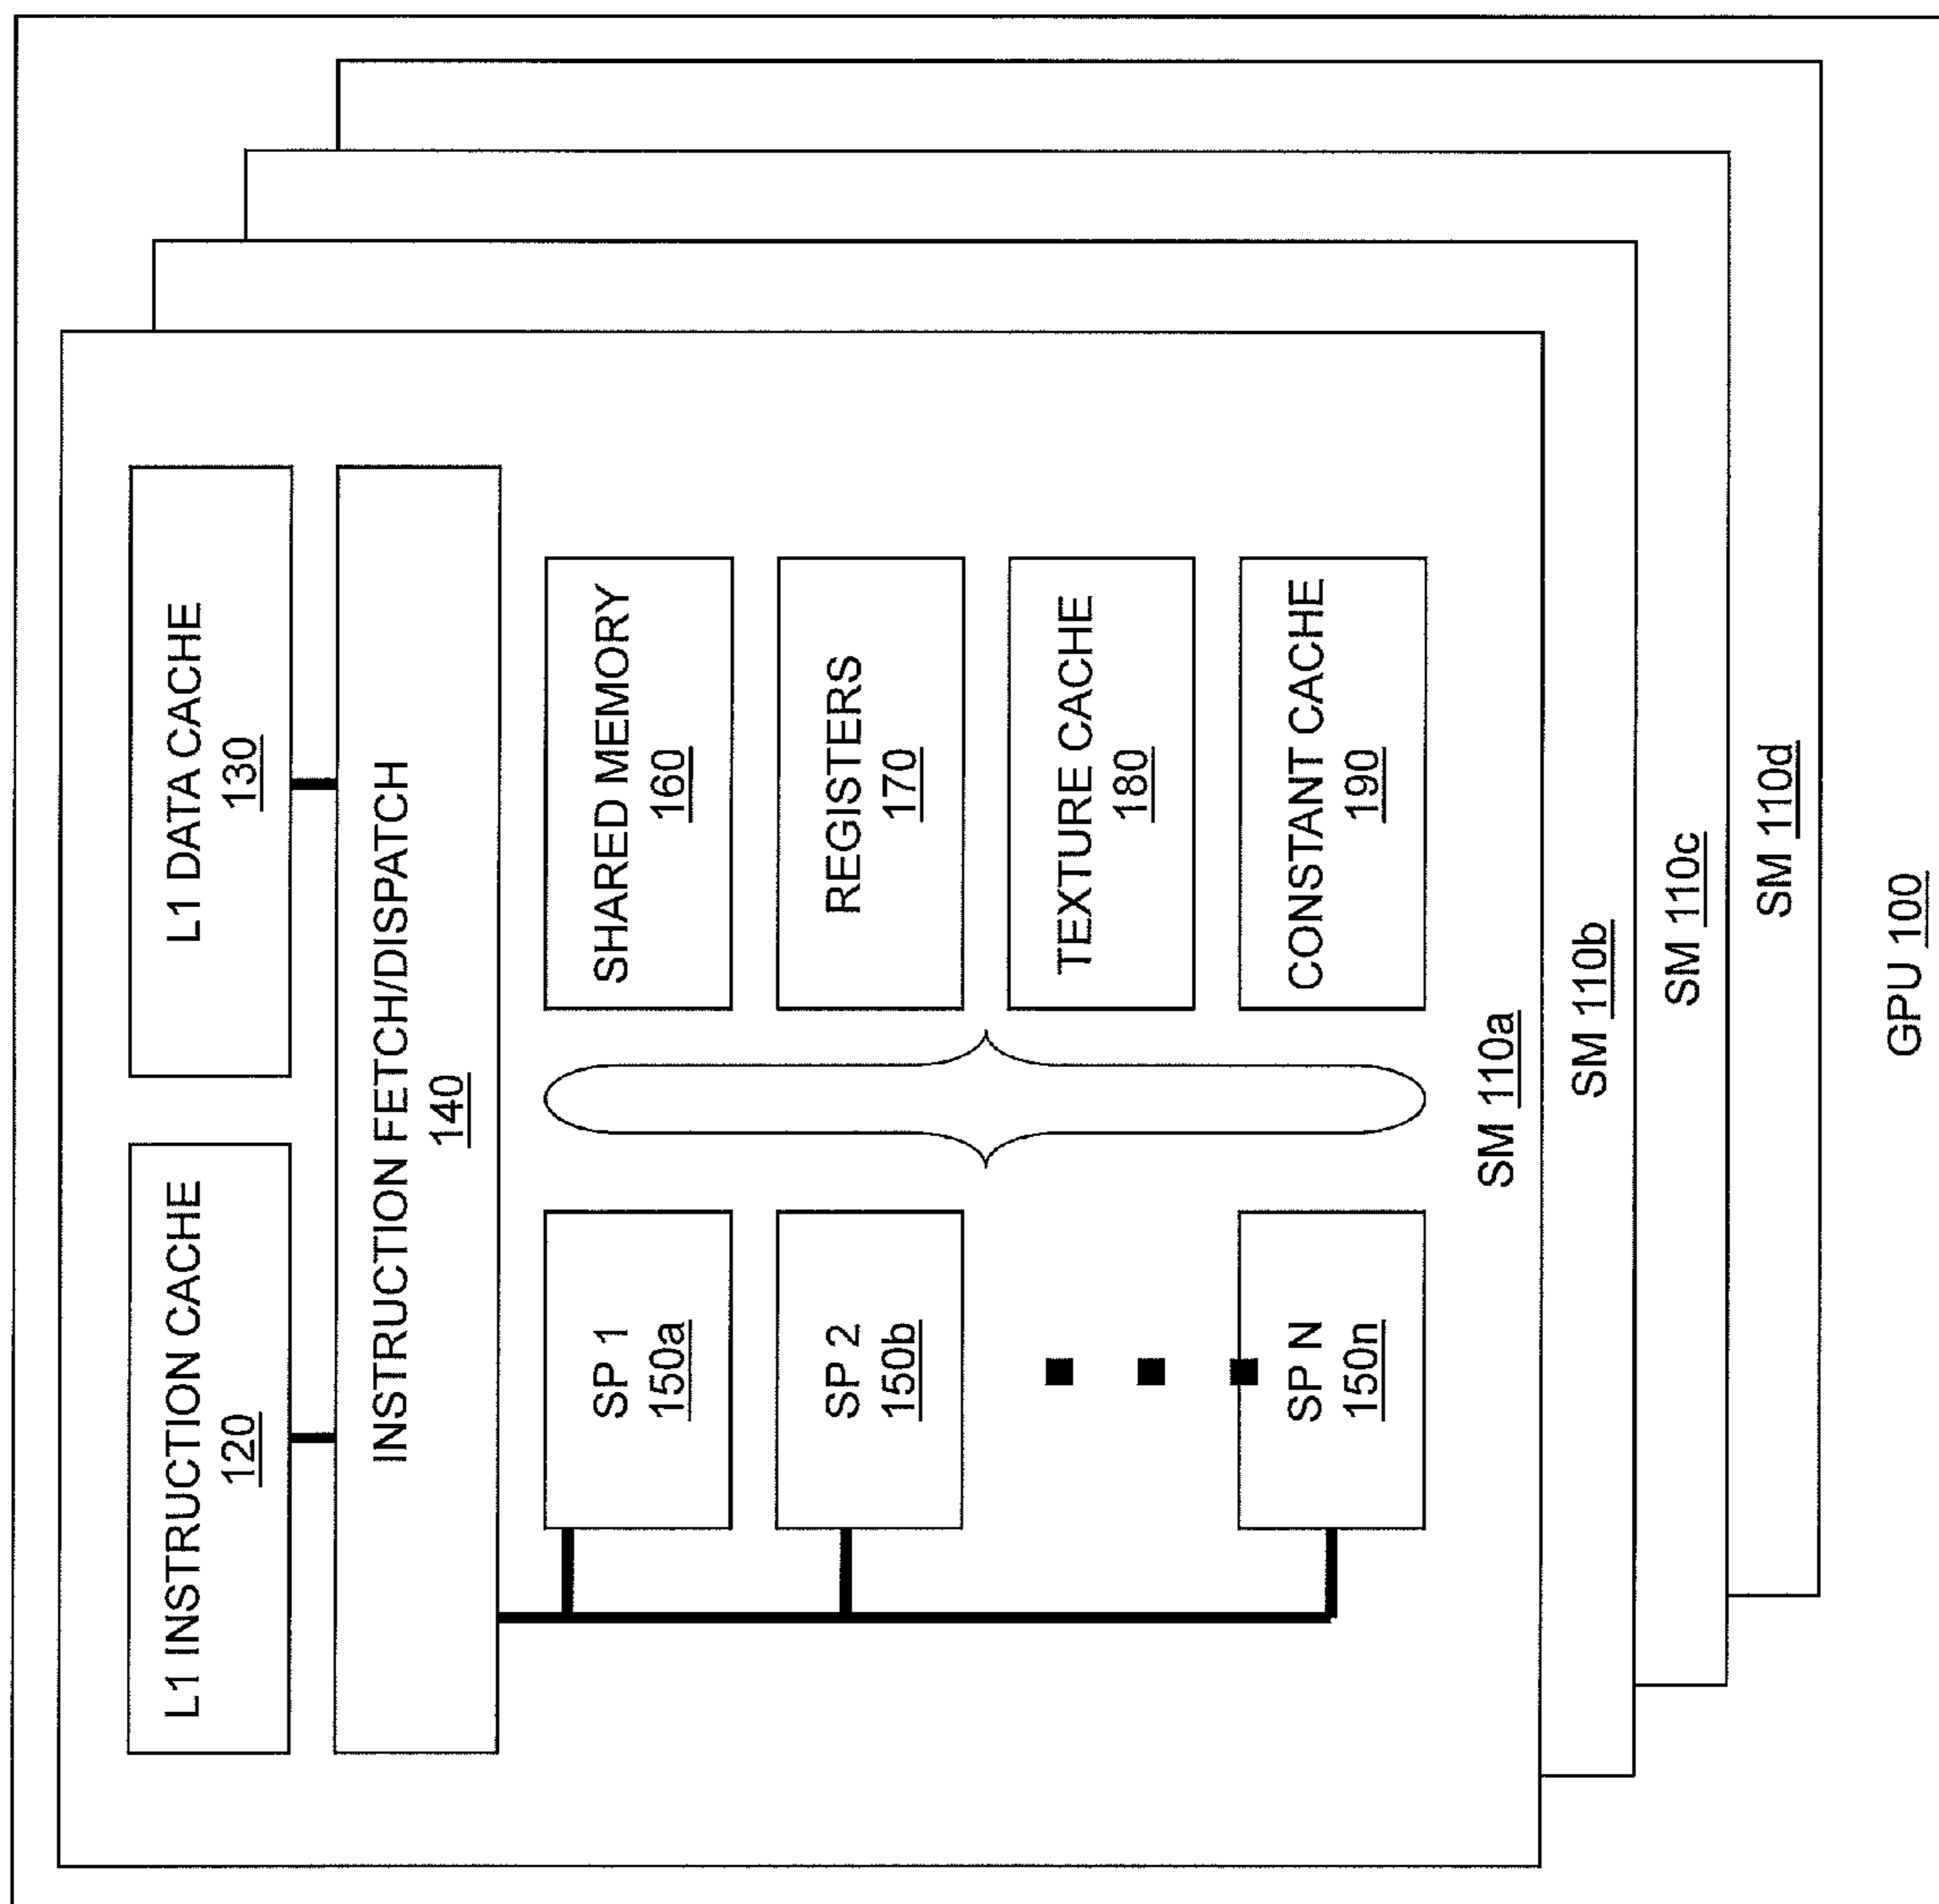 L1 INSTRUCTION CACHE
120
L1 DATA CACHE
130
INSTRUCTION FETCH/DISPATCH
140
SP 1
150a
SHARED MEMORY
160
SP 2
150b
REGISTERS
170
TEXTURE CACHE
180
SP N
150n
CONSTANT CACHE
190
SM 110a
SM 110b
SM 110c
SM 110d
GPU 100